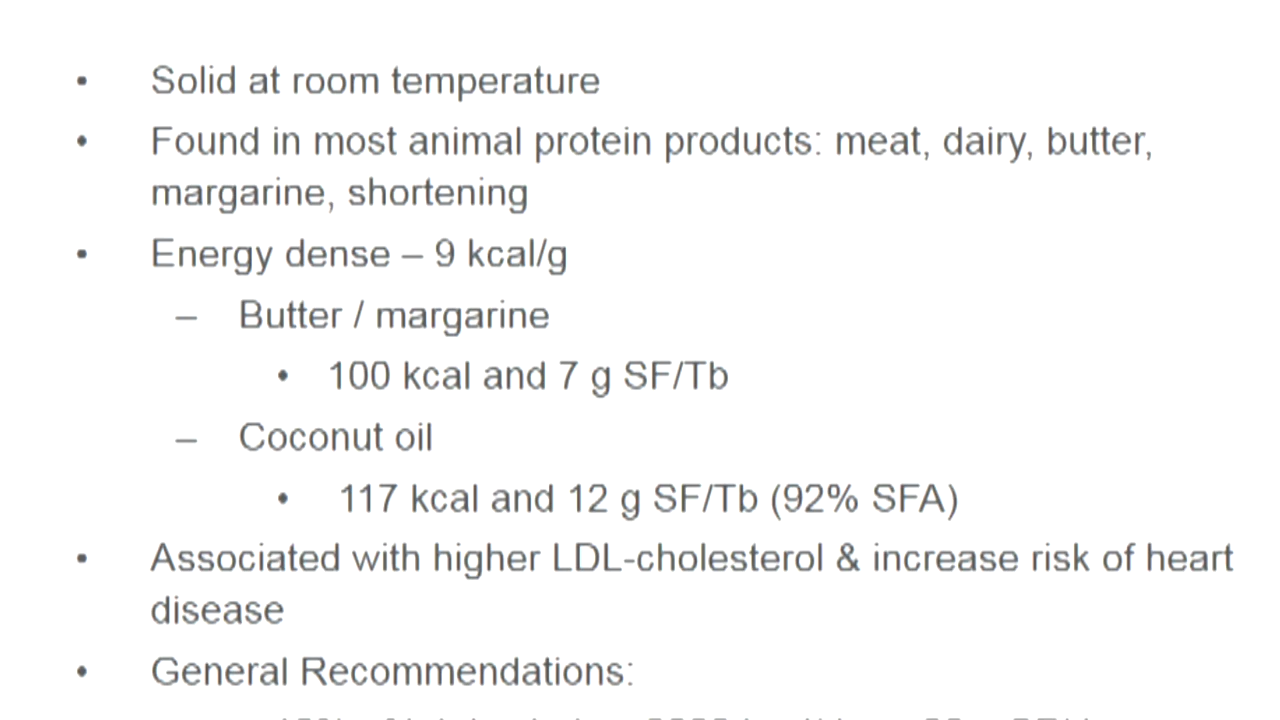 • Solid at room temperature
• Found in most animal protein products: meat, dairy, butter,
margarine, shortening
• Energy dense – 9 kcal/g
– Butter / margarine
• 100 kcal and 7 g SF/Tb
– Coconut oil
• 117 kcal and 12 g SF/Tb (92% SFA)
• Associated with higher LDL-cholesterol & increase risk of heart
disease
• General Recommendations: